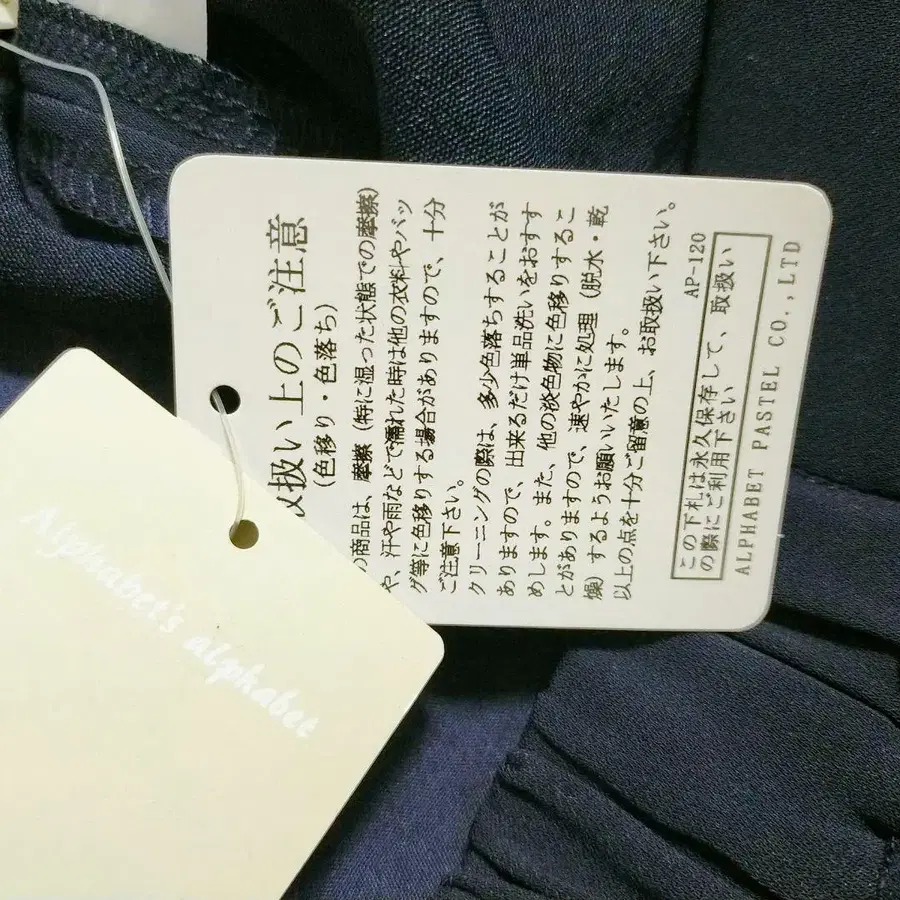 取扱い上のご注意
(色移り・色落ち)
の商品は、摩擦(特に湿った状態での摩擦)
や、汗や雨などで濡れた時は他の衣料やバッ
グ等に色移りする場合がありますので、十分
ご注意下さい。
クリーニングの際は、多少色落ちすることが
ありますので、出来るだけ単品洗いをおすす
めします。また、他の淡色物に色移りするこ
とがありますので、速やかに処理(脱水・乾
燥)するようお願いいたします。
以上の点を十分ご留意の上、お取扱い下さい。
AP-120
この下札は永久保存して、取扱い
の際にご利用下さい
ALPHABET PASTEL CO.,LTD
Alphabet's alphabet